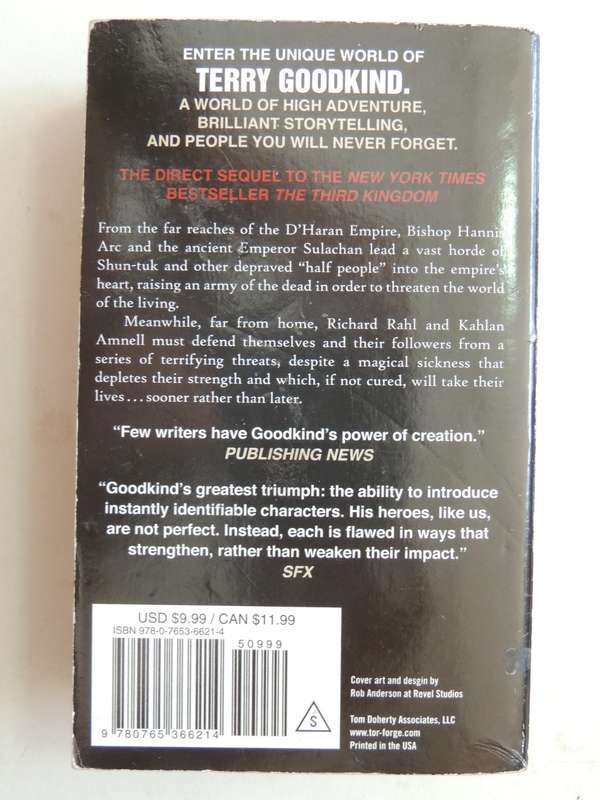 ENTER THE UNIQUE WORLD OF
TERRY GOODKIND.
A WORLD OF HIGH ADVENTURE,
BRILLIANT STORYTELLING,
AND PEOPLE YOU WILL NEVER FORGET.
THE DIRECT SEQUEL TO THE NEW YORK TIMES
BESTSELLER THE THIRD KINGDOM
From the far reaches of the D'Haran Empire, Bishop Hannis
Arc and the ancient Emperor Sulachan lead a vast horde of
Shun-tuk and other depraved “half people” into the empire's
heart, raising an army of the dead in order to threaten the world
of the living.
Meanwhile, far from home, Richard Rahl and Kahlan
Amnell must defend themselves and their followers from a
series of terrifying threats, despite a magical sickness that
depletes their strength and which, if not cured, will take their
lives...sooner rather than later.
“Few writers have Goodkind's power of creation.”
PUBLISHING NEWS
“Goodkind's greatest triumph: the ability to introduce
instantly identifiable characters. His heroes, like us,
are not perfect. Instead, each is flawed in ways that
strengthen, rather than weaken their impact.”
SFX
USD $9.99 / CAN $11.99
ISBN 978-0-7653-6621-4
50999
9 780765 366214
S
Cover art and desgin by
Rob Anderson at Revel Studios
Tom Doherty Associates, LLC
www.tor-forge.com
Printed in the USA